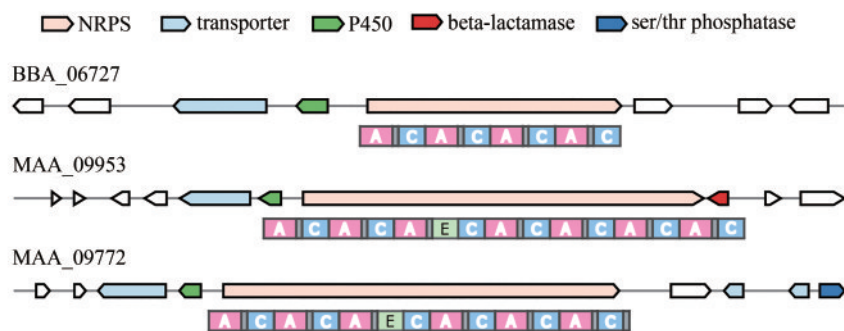 NRPS transporter P450 beta-lactamase ser/thr phosphatase
BBA_06727
A C A C A C A C
MAA_09953
A C A C A E C A C A C A C A C
MAA_09772
A C A C A E C A C A C A C